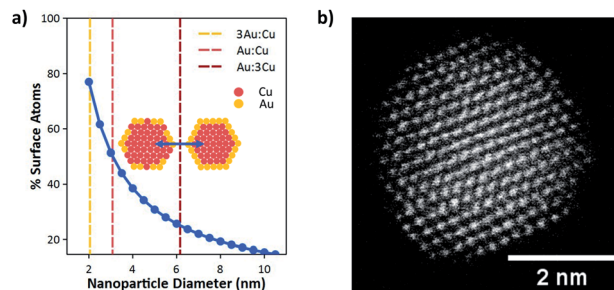 a)
3Au:Cu
Au:Cu
Au:3Cu
Cu
Au
100
80
60
40
20
% Surface Atoms
2 4 6 8 10
Nanoparticle Diameter (nm)
b)
2 nm